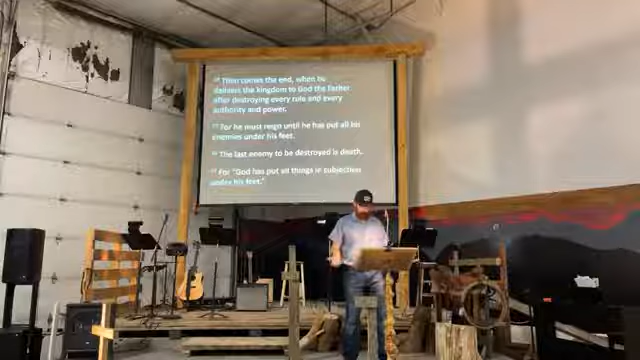 24 Then comes the end, when he
delivers the kingdom to God the Father
after destroying every rule and every
authority and power.
25 For he must reign until he has put all his
enemies under his feet.
26 The last enemy to be destroyed is death.
27 For "God has put all things in subjection
under his feet."